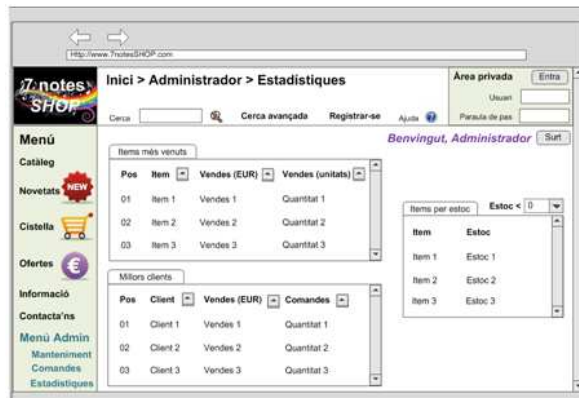 Http://www.7notesSHOP.com
7 notes
SHOP
Inici > Administrador > Estadístiques
Àrea privada
Entra
Usuari
Paraula de pas
Cerca
Cerca avançada
Registrar-se
Ajuda
?
Benvingut, Administrador
Surt
Menú
Catàleg
Novetats
NEW
Cistella
Ofertes
€
Informació
Contacta'ns
Menú Admin
Manteniment
Comandes
Estadístiques
Items més venuts
Pos Item Vendes (EUR) Vendes (unitats)
01 Item 1 Vendes 1 Quantitat 1
02 Item 2 Vendes 2 Quantitat 2
03 Item 3 Vendes 3 Quantitat 3
Items per estoc
Estoc < 0
Item Estoc
Item 1 Estoc 1
Item 2 Estoc 2
Item 3 Estoc 3
Millors clients
Pos Client Vendes (EUR) Comandes
01 Client 1 Vendes 1 Quantitat 1
02 Client 2 Vendes 2 Quantitat 2
03 Client 3 Vendes 3 Quantitat 3